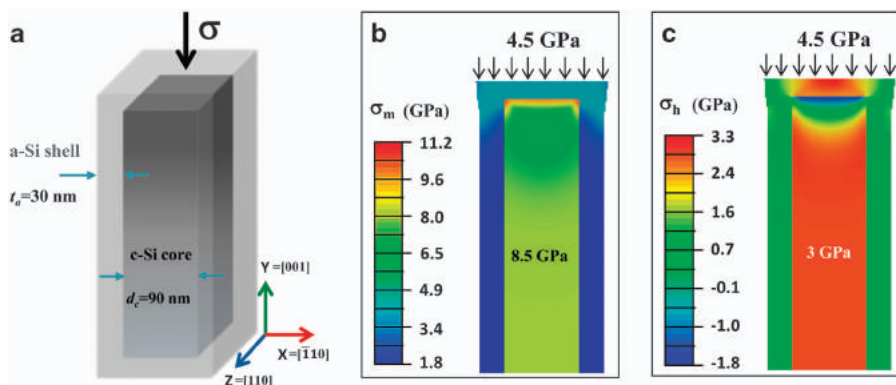 a
σ
a-Si shell
tₐ=30 nm
c-Si core
d꜀=90 nm
Y=[001]
X=[1̄10]
Z=[110]
b
4.5 GPa
σₘ (GPa)
11.2
9.6
8.0
6.5
4.9
3.4
1.8
8.5 GPa
c
4.5 GPa
σₕ (GPa)
3.3
2.5
1.6
0.7
-0.1
-1.0
-1.8
3 GPa